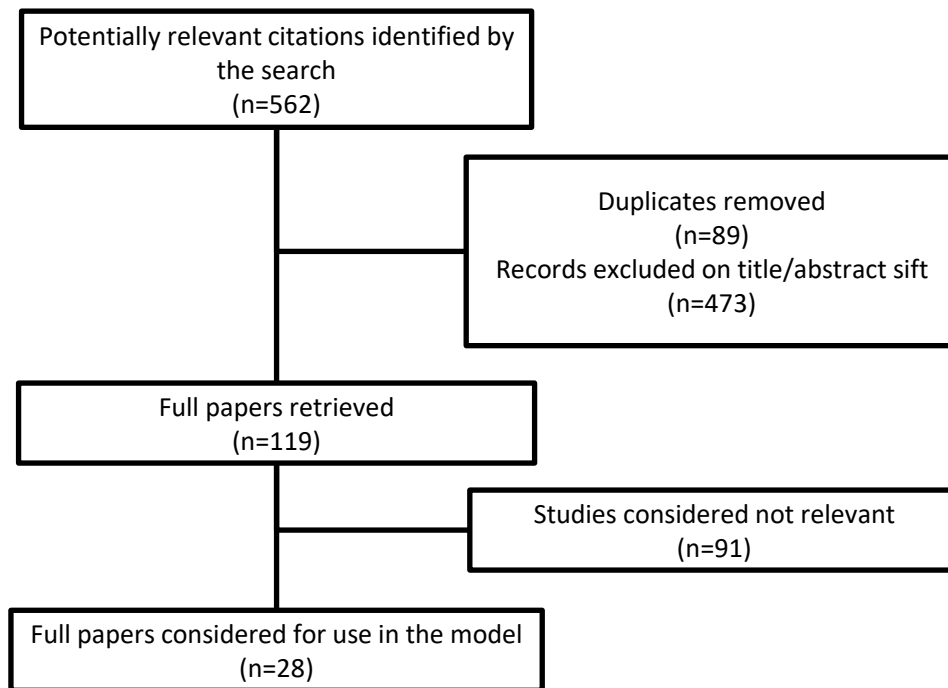 Potentially relevant citations identified by
the search
(n=562)
Duplicates removed
(n=89)
Records excluded on title/abstract sift
(n=473)
Full papers retrieved
(n=119)
Studies considered not relevant
(n=91)
Full papers considered for use in the model
(n=28)